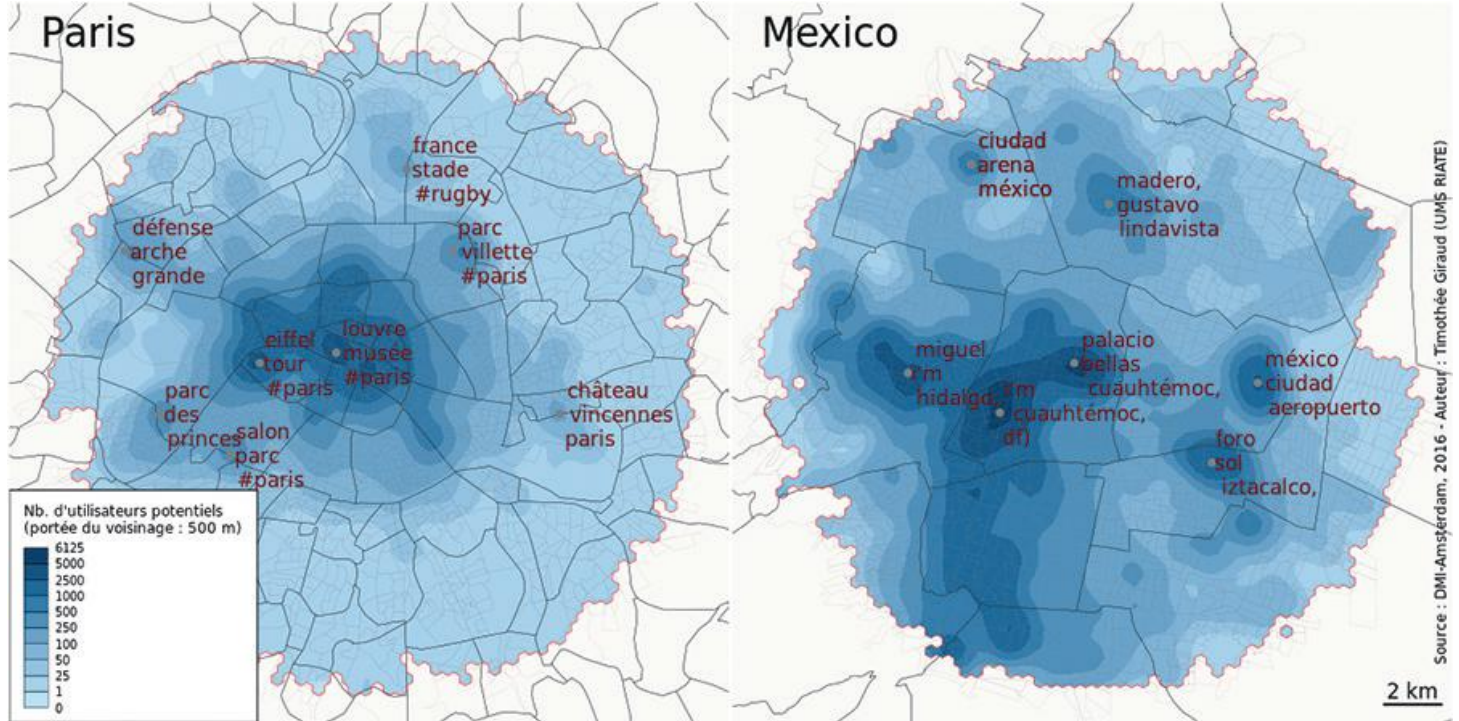 Paris
france
stade
#rugby
défense
arche
grande
parc
villette
#paris
eiffel
tour
#paris
louvre
musée
#paris
parc
des
princes
salon
parc
#paris
château
vincennes
paris
Nb. d'utilisateurs potentiels
(portée du voisinage : 500 m)
6125
5000
2500
1000
500
250
100
50
25
1
0
Mexico
ciudad
arena
méxico
madero,
gustavo
lindavista
miguel
i'm
hidalgo,
i'm
cuauhtémoc,
df)
palacio
bellas
cuauhtémoc,
méxico
ciudad
aeropuerto
foro
sol
iztacalco,
2 km
Source : DMI-Amsterdam, 2016 - Auteur : Timothée Giraud (UMS RIATE)